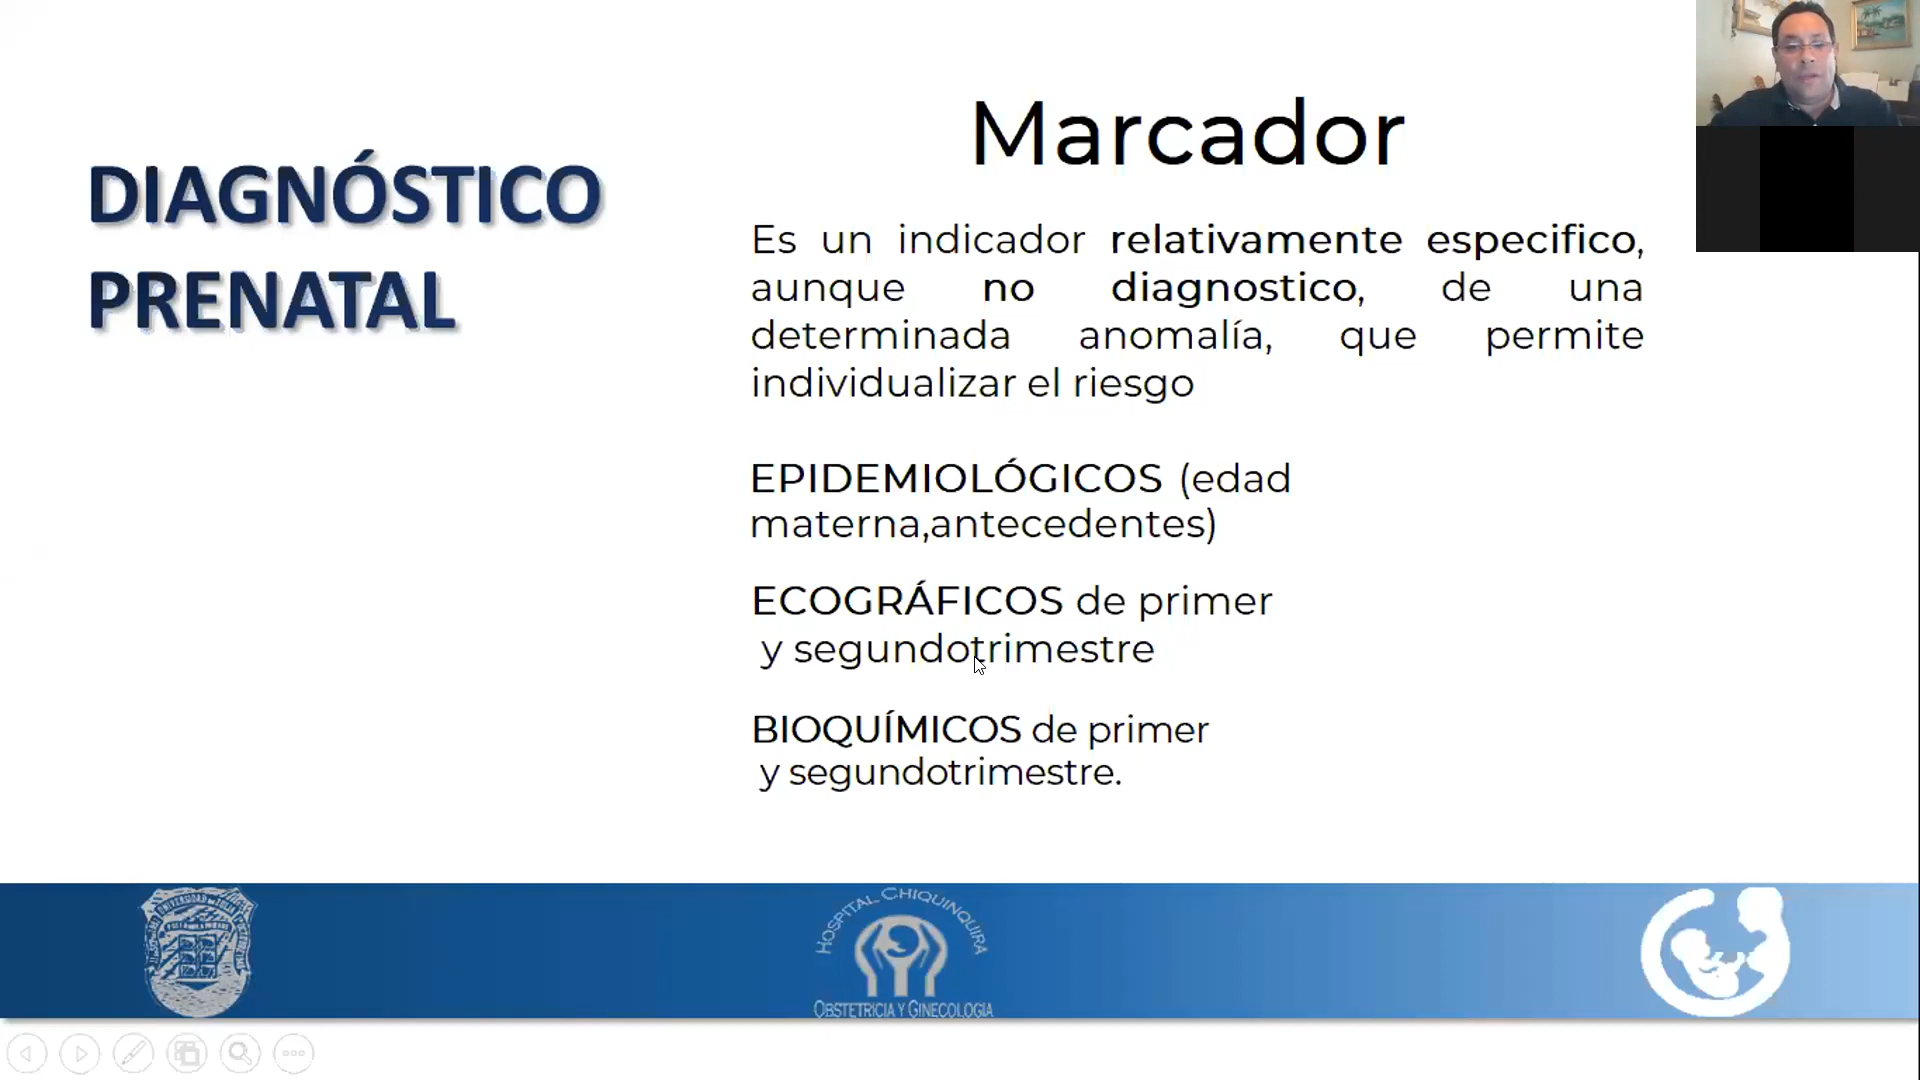 DIAGNÓSTICO
PRENATAL
Marcador
Es un indicador relativamente especifico,
aunque no diagnostico, de una
determinada anomalía, que permite
individualizar el riesgo
EPIDEMIOLÓGICOS (edad
materna,antecedentes)
ECOGRÁFICOS de primer
y segundotrimestre
BIOQUÍMICOS de primer
y segundotrimestre.
HOSPITAL CHIQUINQUIRA
OBSTETRICIA Y GINECOLOGIA